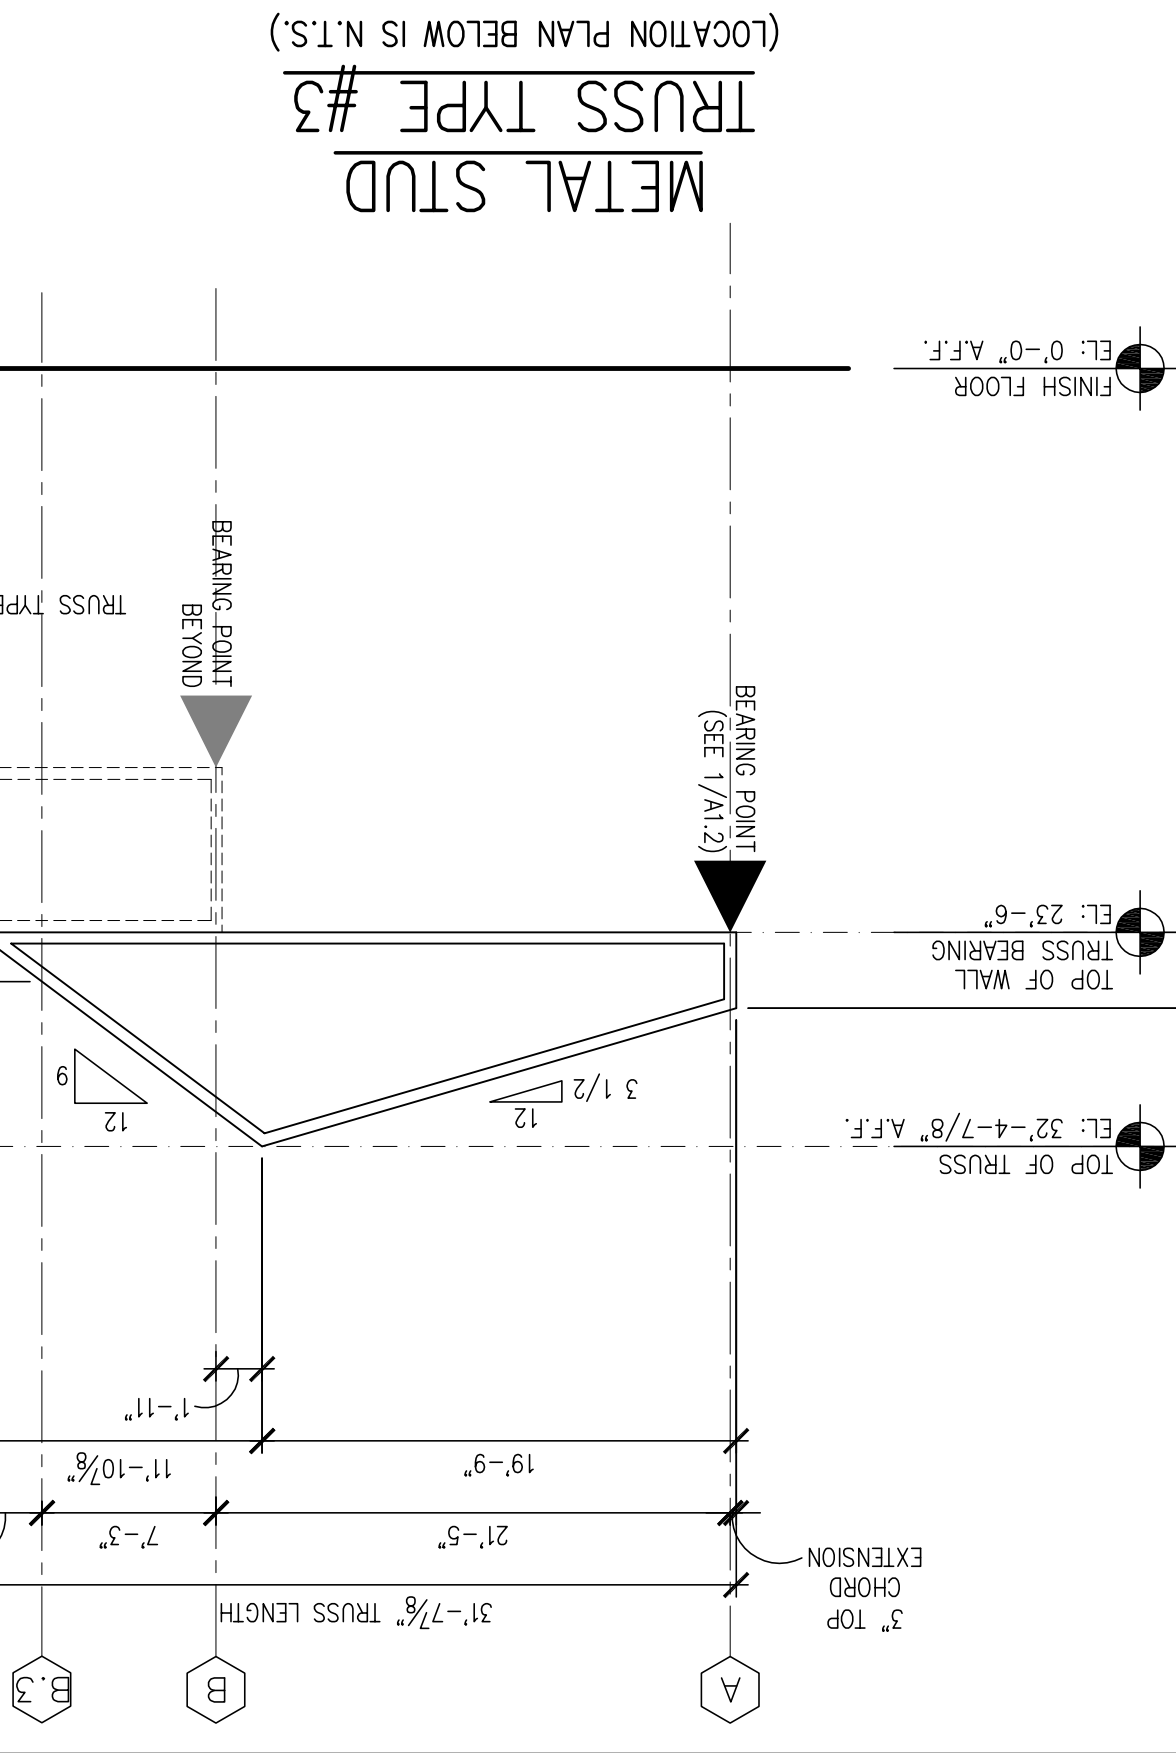 A
B
B.3
3" TOP
CHORD
EXTENSION
31'-7⅞" TRUSS LENGTH
21'-5"
7'-3"
19'-9"
11'-10⅞"
1'-11"
TOP OF TRUSS
EL: 32'-4-7/8" A.F.F.
12
3 1/2
12
9
TOP OF WALL
TRUSS BEARING
EL: 23'-6"
BEARING POINT
(SEE 1/A1.2)
BEARING POINT
BEYOND
TRUSS TYPE
FINISH FLOOR
EL: 0'-0" A.F.F.
METAL STUD
TRUSS TYPE #3
(LOCATION PLAN BELOW IS N.T.S.)